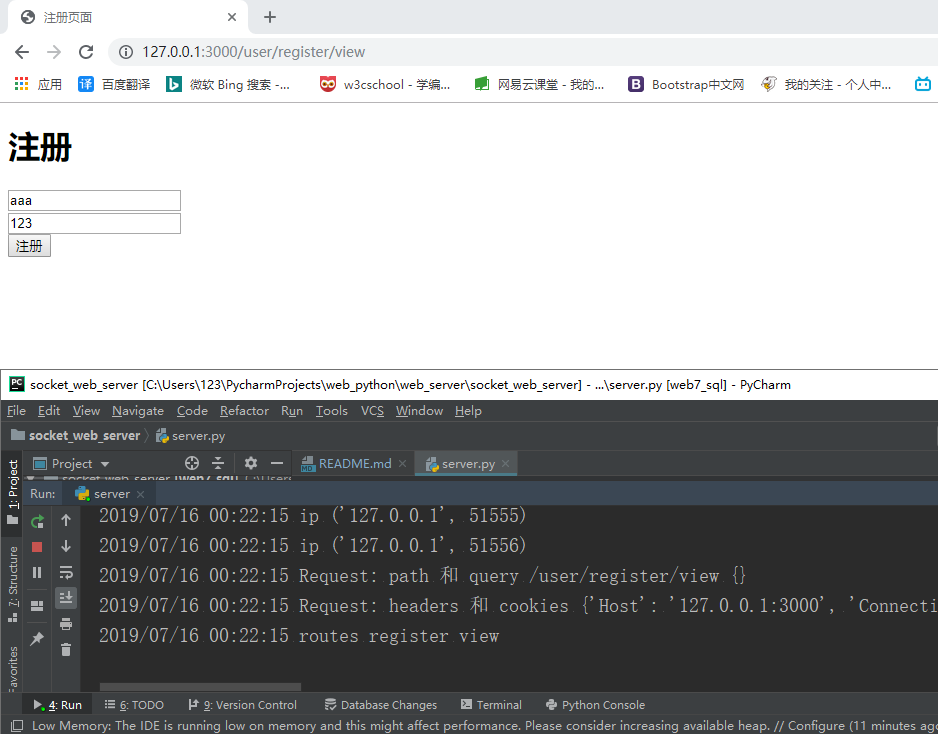 注册页面
127.0.0.1:3000/user/register/view
应用 译 百度翻译 微软 Bing 搜索 -... w3cschool - 学编... 网易云课堂 - 我的... B Bootstrap中文网 我的关注 - 个人中...
注册
aaa
123
注册
PC socket_web_server [C:\Users\123\PycharmProjects\web_python\web_server\socket_web_server] - ...\server.py [web7_sql] - PyCharm
File Edit View Navigate Code Refactor Run Tools VCS Window Help
socket_web_server server.py
1: Project
Project README.md server.py
socket_web_server [web7_sql]
Run: server
2019/07/16 00:22:15 ip ('127.0.0.1', 51555)
2019/07/16 00:22:15 ip ('127.0.0.1', 51556)
2019/07/16 00:22:15 Request: path 和 query /user/register/view {}
2019/07/16 00:22:15 Request: headers 和 cookies {'Host': '127.0.0.1:3000', 'Connecti
2019/07/16 00:22:15 routes register view
7: Structure
Favorites
4: Run 6: TODO 9: Version Control Database Changes Terminal Python Console
Low Memory: The IDE is running low on memory and this might affect performance. Please consider increasing available heap. // Configure (11 minutes ago